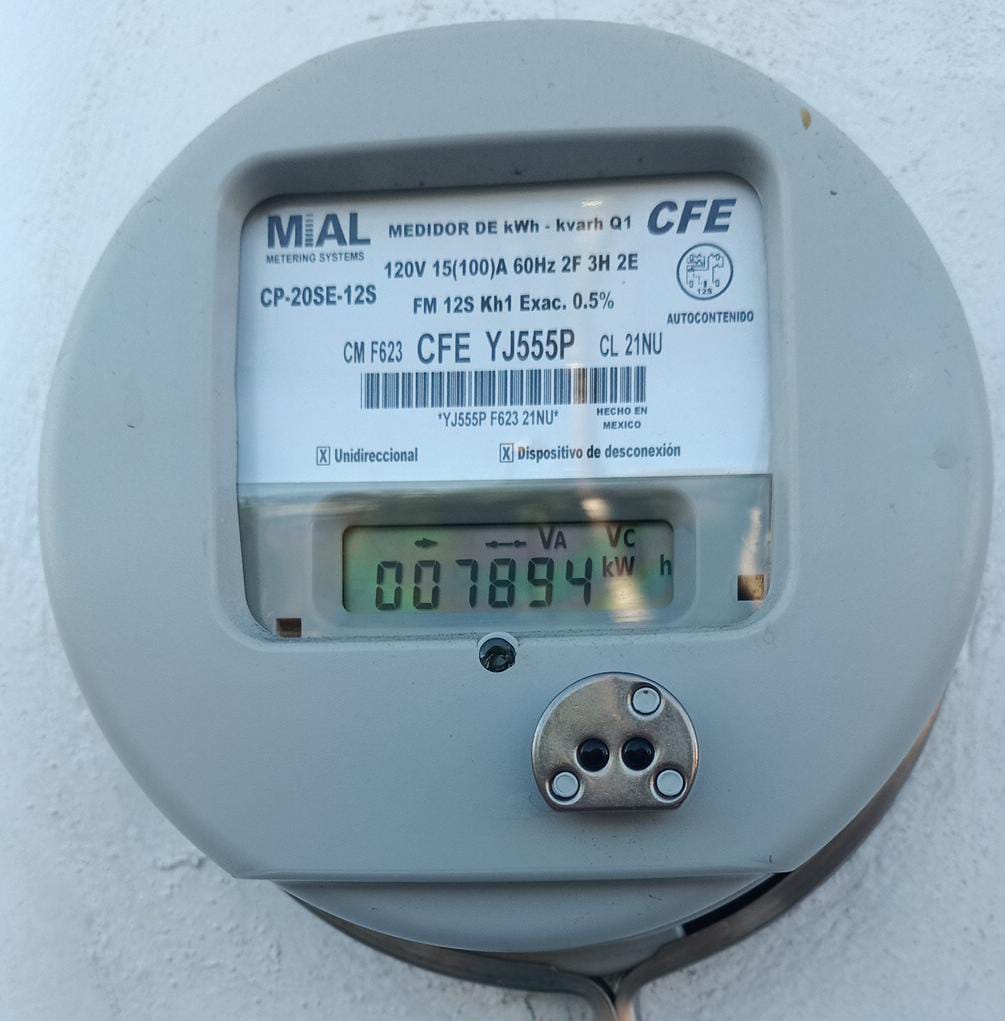 MIAL
METERING SYSTEMS
MEDIDOR DE kWh - kvarh Q1
CFE
120V 15(100)A 60Hz 2F 3H 2E
CP-20SE-12S
FM 12S Kh1 Exac. 0.5%
12S
AUTOCONTENIDO
CM F623 CFE YJ555P CL 21NU
*YJ555P F623 21NU*
HECHO EN
MEXICO
X Unidireccional
X Dispositivo de desconexión
VA VC
007894 kW h